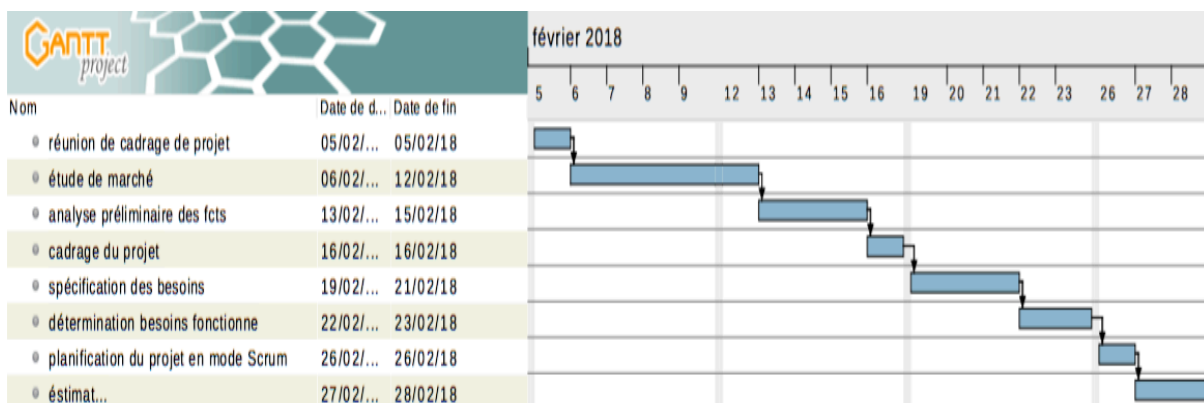 GANTT
project
février 2018
5 6 7 8 9 12 13 14 15 16 19 20 21 22 23 26 27 28
Nom Date de d... Date de fin
réunion de cadrage de projet 05/02/... 05/02/18
étude de marché 06/02/... 12/02/18
analyse préliminaire des fcts 13/02/... 15/02/18
cadrage du projet 16/02/... 16/02/18
spécification des besoins 19/02/... 21/02/18
détermination besoins fonctionne 22/02/... 23/02/18
planification du projet en mode Scrum 26/02/... 26/02/18
éstimat... 27/02/... 28/02/18